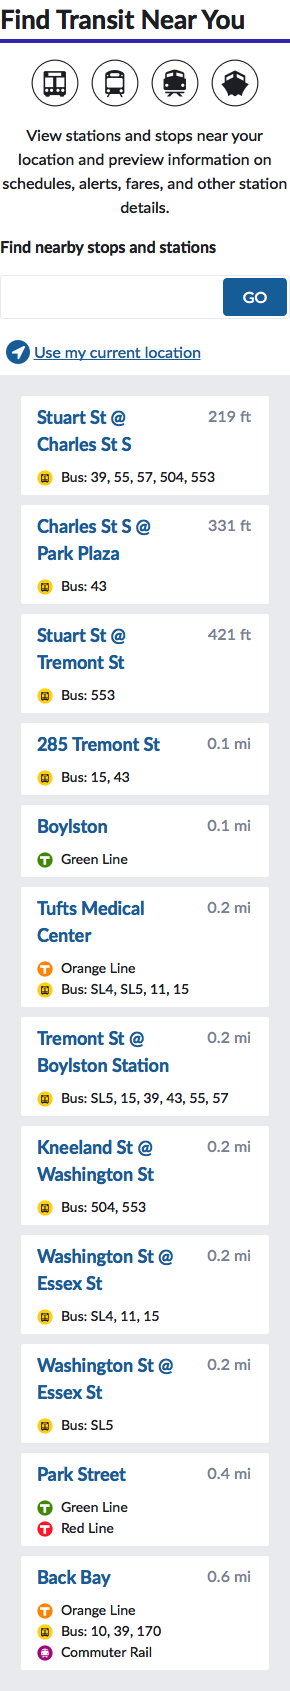 Find Transit Near You
View stations and stops near your
location and preview information on
schedules, alerts, fares, and other station
details.
Find nearby stops and stations
GO
Use my current location
Stuart St @ 219 ft
Charles St S
Bus: 39, 55, 57, 504, 553
Charles St S @ 331 ft
Park Plaza
Bus: 43
Stuart St @ 421 ft
Tremont St
Bus: 553
285 Tremont St 0.1 mi
Bus: 15, 43
Boylston 0.1 mi
T Green Line
Tufts Medical 0.2 mi
Center
T Orange Line
Bus: SL4, SL5, 11, 15
Tremont St @ 0.2 mi
Boylston Station
Bus: SL5, 15, 39, 43, 55, 57
Kneeland St @ 0.2 mi
Washington St
Bus: 504, 553
Washington St @ 0.2 mi
Essex St
Bus: SL4, 11, 15
Washington St @ 0.2 mi
Essex St
Bus: SL5
Park Street 0.4 mi
T Green Line
T Red Line
Back Bay 0.6 mi
T Orange Line
Bus: 10, 39, 170
Commuter Rail